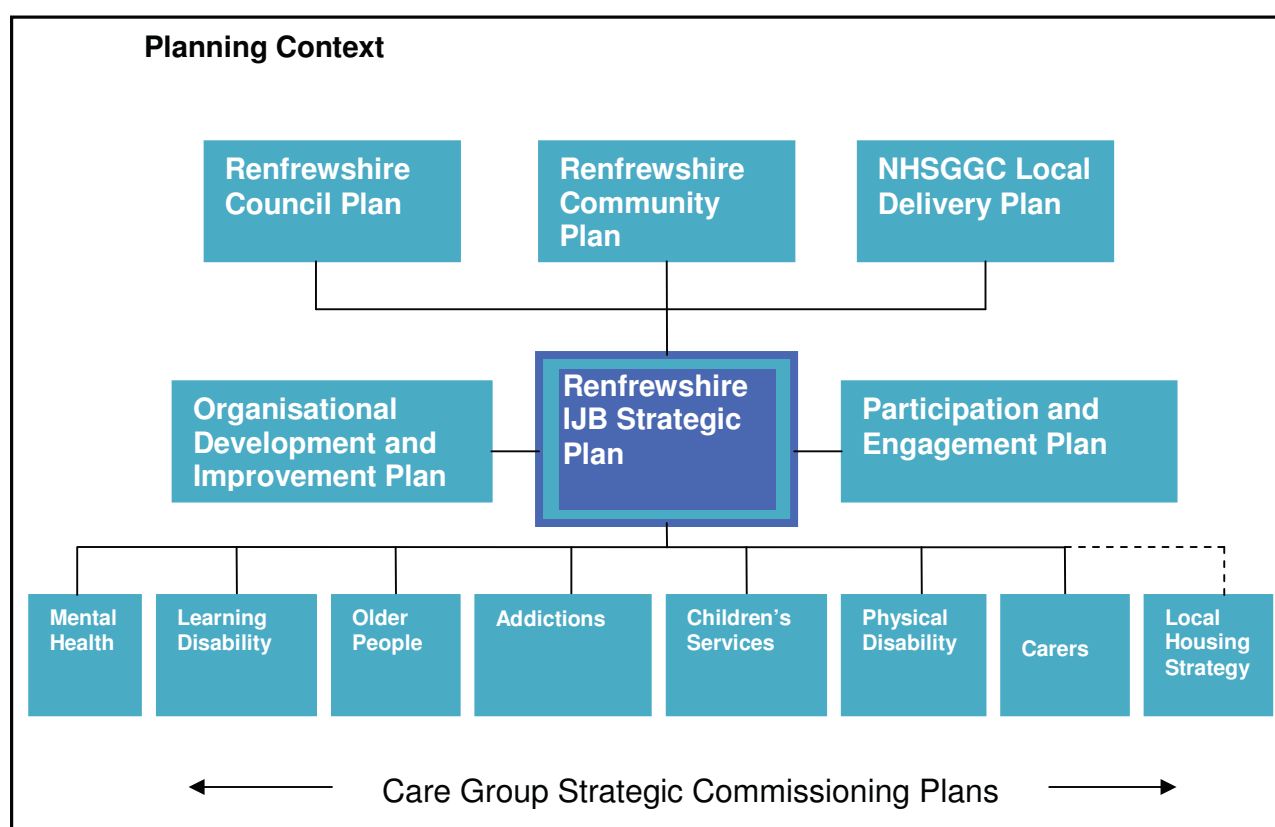 Planning Context
Renfrewshire
Council Plan
Renfrewshire
Community
Plan
NHSGGC Local
Delivery Plan
Organisational
Development and
Improvement Plan
Renfrewshire
IJB Strategic
Plan
Participation and
Engagement Plan
Mental
Health
Learning
Disability
Older
People
Addictions
Children’s
Services
Physical
Disability
Carers
Local
Housing
Strategy
Care Group Strategic Commissioning Plans